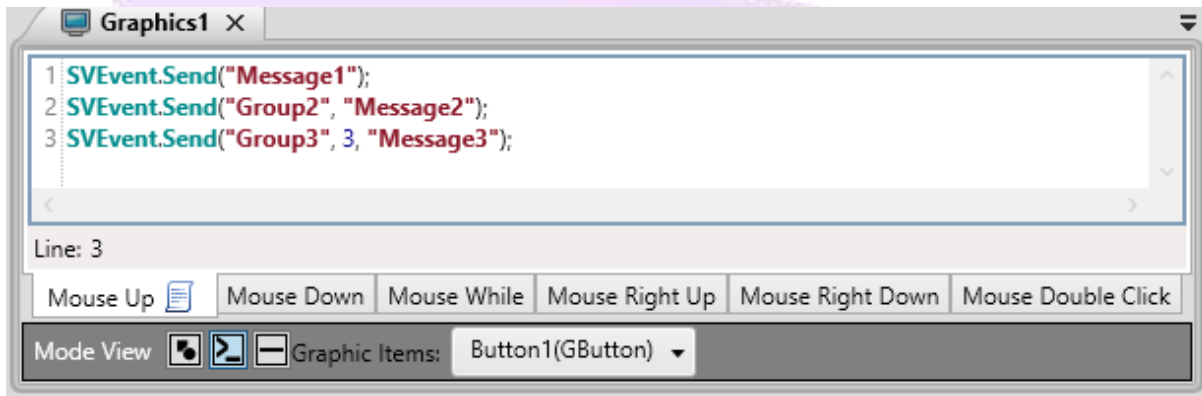 Graphics1 X
1 SVEvent.Send("Message1");
2 SVEvent.Send("Group2", "Message2");
3 SVEvent.Send("Group3", 3, "Message3");
Line: 3
Mouse Up Mouse Down Mouse While Mouse Right Up Mouse Right Down Mouse Double Click
Mode View Graphic Items: Button1(GButton)